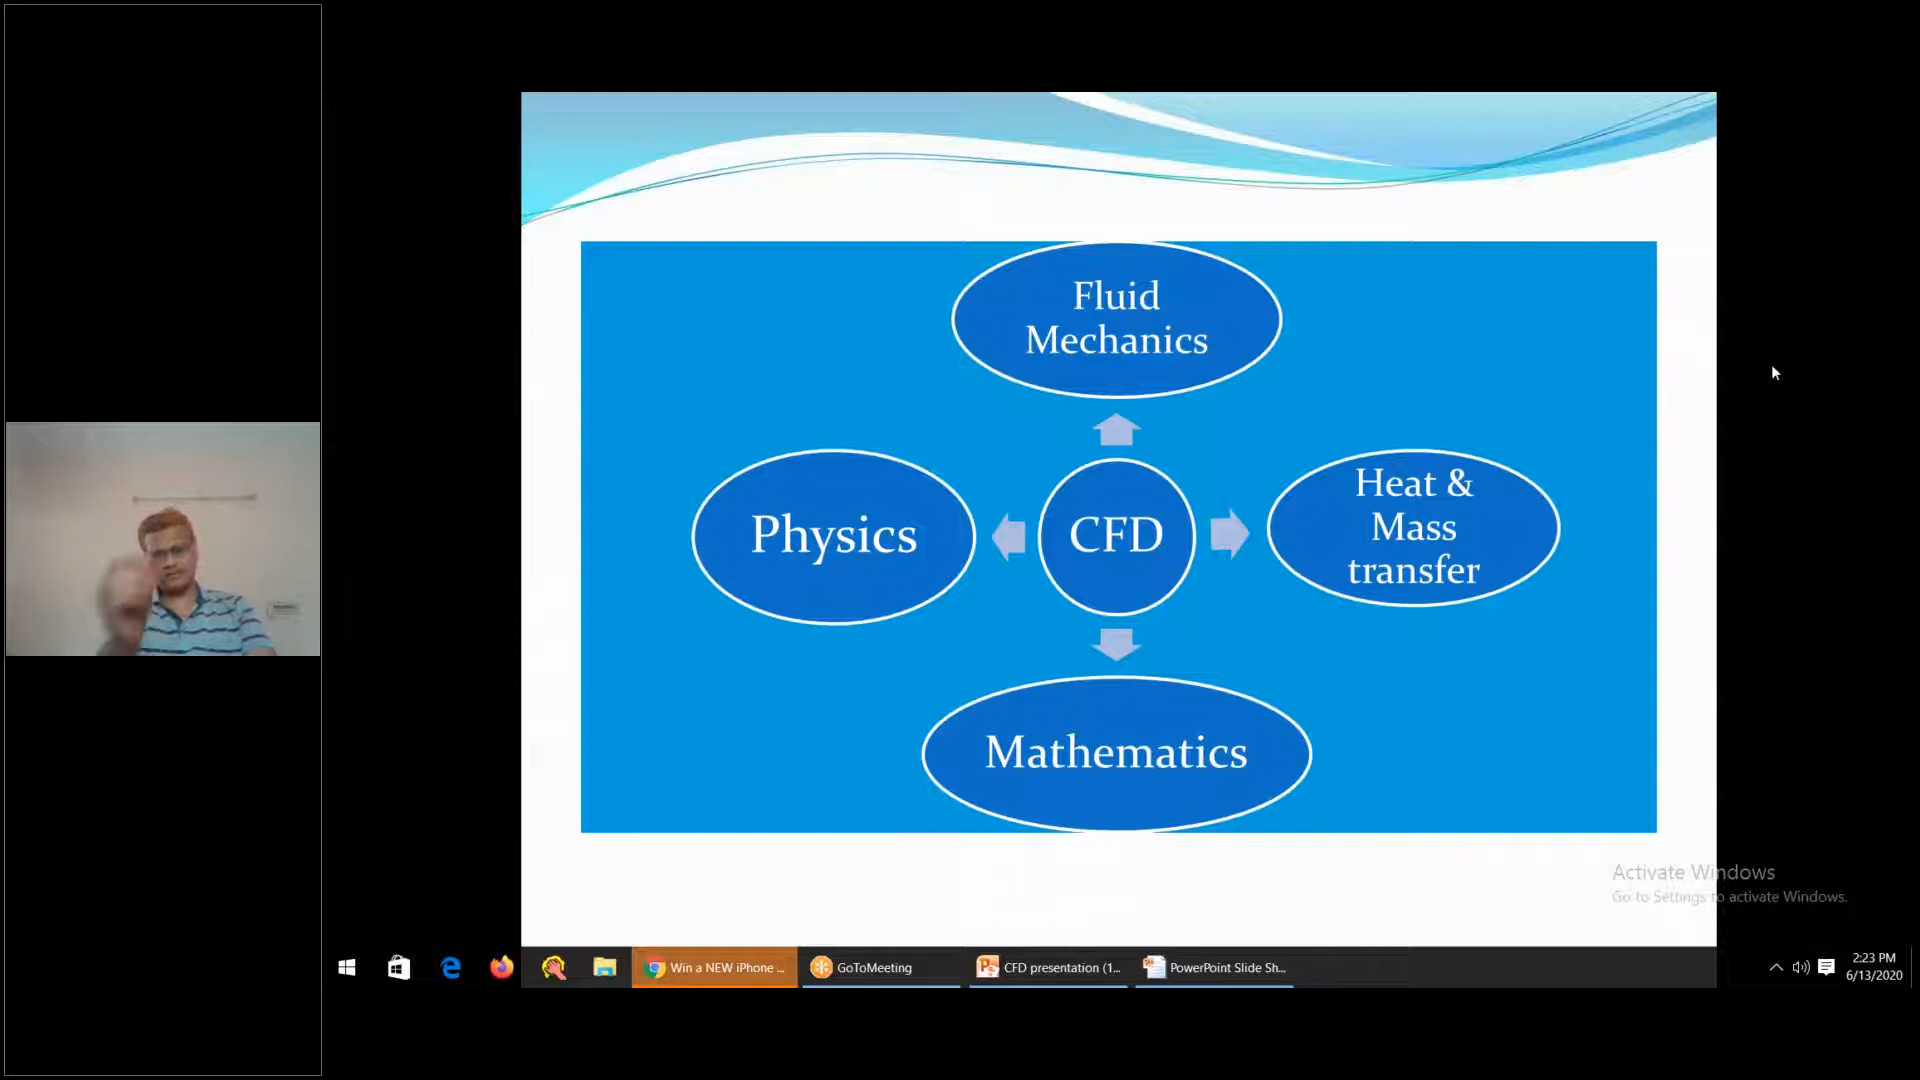 Fluid
Mechanics
Physics
CFD
Heat &
Mass
transfer
Mathematics
Activate Windows
Go to Settings to activate Windows.
Win a NEW iPhone ...
GoToMeeting
CFD presentation (1...
PowerPoint Slide Sh...
2:23 PM
6/13/2020